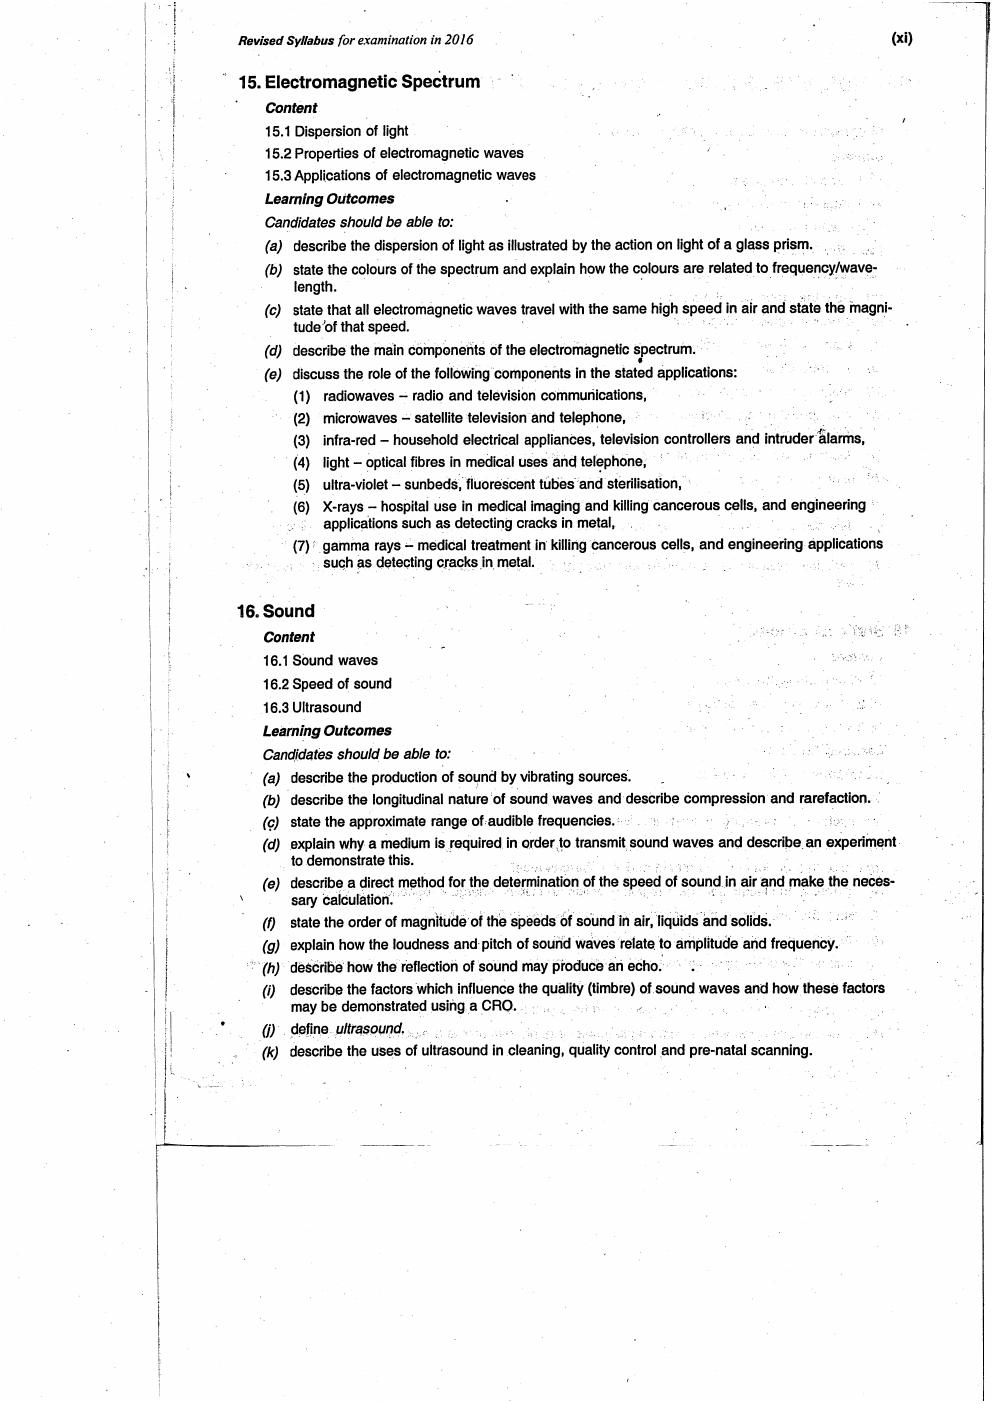 Revised Syllabus for examination in 2016 (xi)
15. Electromagnetic Spectrum
Content
15.1 Dispersion of light
15.2 Properties of electromagnetic waves
15.3 Applications of electromagnetic waves
Learning Outcomes
Candidates should be able to:
(a) describe the dispersion of light as illustrated by the action on light of a glass prism.
(b) state the colours of the spectrum and explain how the colours are related to frequency/wave-
length.
(c) state that all electromagnetic waves travel with the same high speed in air and state the magni-
tude of that speed.
(d) describe the main components of the electromagnetic spectrum.
(e) discuss the role of the following components in the stated applications:
(1) radiowaves – radio and television communications,
(2) microwaves – satellite television and telephone,
(3) infra-red – household electrical appliances, television controllers and intruder alarms,
(4) light – optical fibres in medical uses and telephone,
(5) ultra-violet – sunbeds, fluorescent tubes and sterilisation,
(6) X-rays – hospital use in medical imaging and killing cancerous cells, and engineering
applications such as detecting cracks in metal,
(7) gamma rays – medical treatment in killing cancerous cells, and engineering applications
such as detecting cracks in metal.
16. Sound
Content
16.1 Sound waves
16.2 Speed of sound
16.3 Ultrasound
Learning Outcomes
Candidates should be able to:
(a) describe the production of sound by vibrating sources.
(b) describe the longitudinal nature of sound waves and describe compression and rarefaction.
(c) state the approximate range of audible frequencies.
(d) explain why a medium is required in order to transmit sound waves and describe an experiment
to demonstrate this.
(e) describe a direct method for the determination of the speed of sound in air and make the neces-
sary calculation.
(f) state the order of magnitude of the speeds of sound in air, liquids and solids.
(g) explain how the loudness and pitch of sound waves relate to amplitude and frequency.
(h) describe how the reflection of sound may produce an echo.
(i) describe the factors which influence the quality (timbre) of sound waves and how these factors
may be demonstrated using a CRO.
(j) define ultrasound.
(k) describe the uses of ultrasound in cleaning, quality control and pre-natal scanning.